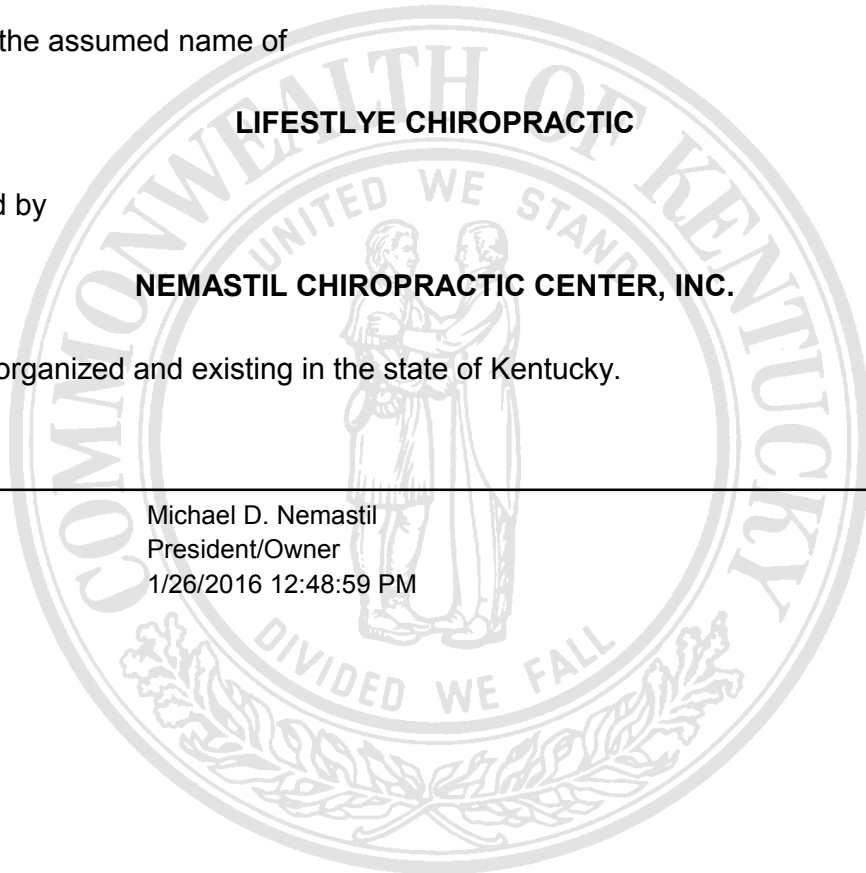 the assumed name of
LIFESTLYE CHIROPRACTIC
d by
NEMASTIL CHIROPRACTIC CENTER, INC.
organized and existing in the state of Kentucky.
Michael D. Nemastil
President/Owner
1/26/2016 12:48:59 PM
COMMONWEALTH OF KENTUCKY
UNITED WE STAND
DIVIDED WE FALL